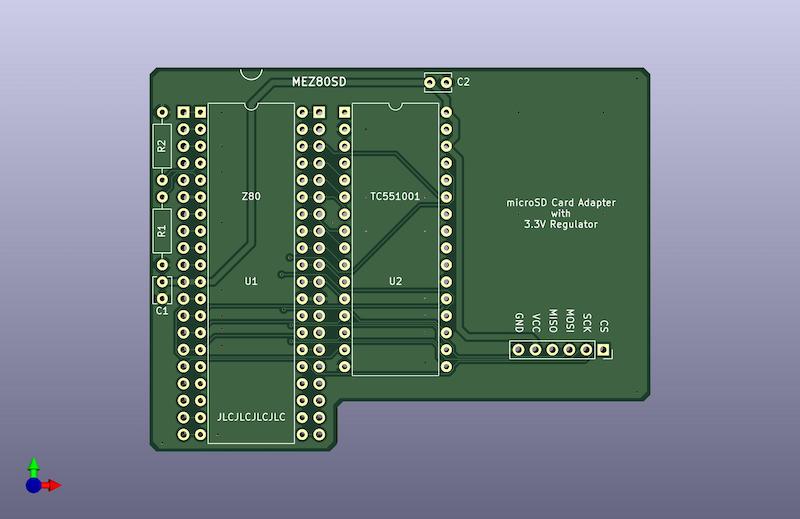 MEZ80SD
C2
R2
Z80
TC551001
microSD Card Adapter
with
3.3V Regulator
R1
U1
U2
C1
GND
VCC
MISO
MOSI
SCK
CS
JLCJLCJLCJLC